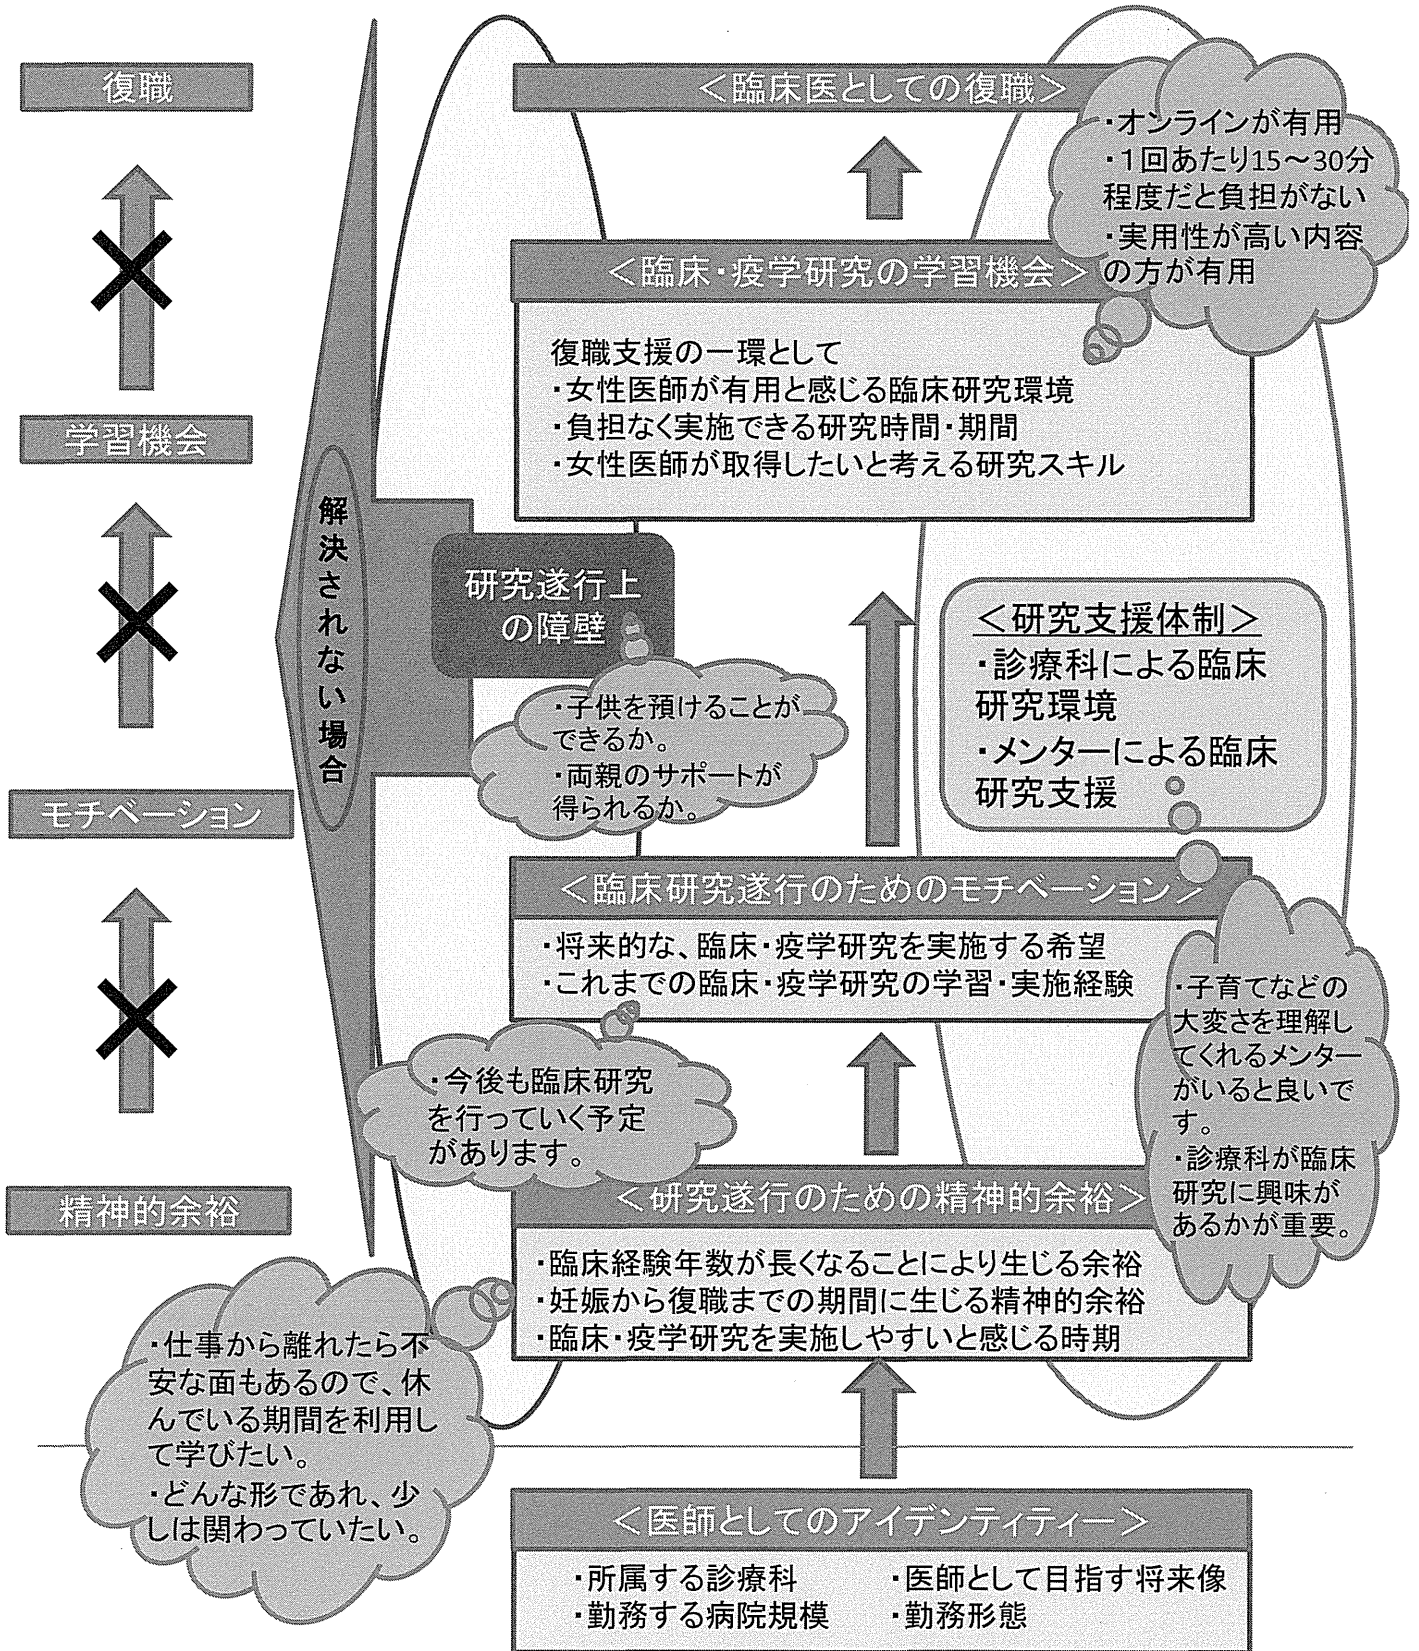 復職
学習機会
モチベーション
精神的余裕
解決されない場合
＜臨床医としての復職＞
・オンラインが有用
・1回あたり15～30分
程度だと負担がない
・実用性が高い内容
の方が有用
＜臨床・疫学研究の学習機会＞
復職支援の一環として
・女性医師が有用と感じる臨床研究環境
・負担なく実施できる研究時間・期間
・女性医師が取得したいと考える研究スキル
研究遂行上
の障壁
・子供を預けることが
できるか。
・両親のサポートが
得られるか。
＜研究支援体制＞
・診療科による臨床
研究環境
・メンターによる臨床
研究支援
＜臨床研究遂行のためのモチベーション＞
・将来的な、臨床・疫学研究を実施する希望
・これまでの臨床・疫学研究の学習・実施経験
・子育てなどの
大変さを理解し
てくれるメンター
がいると良いで
す。
・診療科が臨床
研究に興味が
あるかが重要。
・今後も臨床研究
を行っていく予定
があります。
＜研究遂行のための精神的余裕＞
・臨床経験年数が長くなることにより生じる余裕
・妊娠から復職までの期間に生じる精神的余裕
・臨床・疫学研究を実施しやすいと感じる時期
・仕事から離れたら不
安な面もあるので、休
んでいる期間を利用し
て学びたい。
・どんな形であれ、少
しは関わっていたい。
＜医師としてのアイデンティティー＞
・所属する診療科 ・医師として目指す将来像
・勤務する病院規模 ・勤務形態